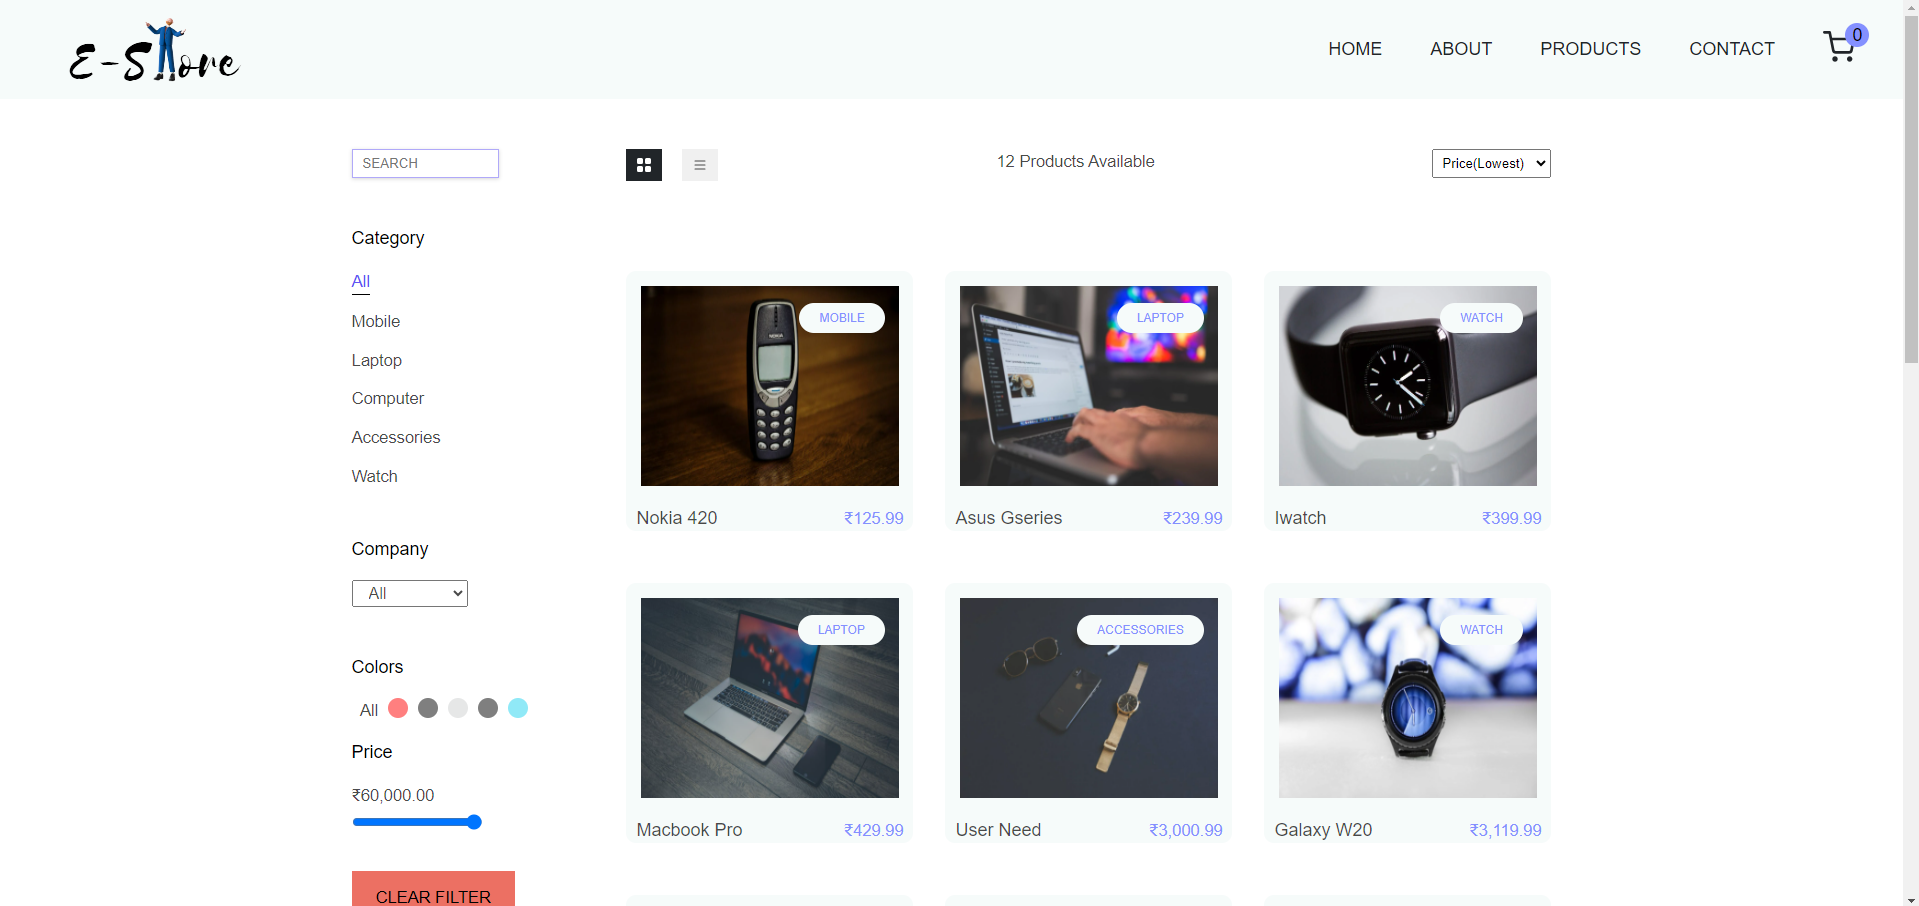 E-Store
HOME
ABOUT
PRODUCTS
CONTACT
0
SEARCH
12 Products Available
Price(Lowest)
Category
All
Mobile
Laptop
Computer
Accessories
Watch
Company
All
Colors
All
Price
₹60,000.00
CLEAR FILTER
NOKIA
MOBILE
Nokia 420
₹125.99
LAPTOP
Asus Gseries
₹239.99
WATCH
Iwatch
₹399.99
LAPTOP
Macbook Pro
₹429.99
ACCESSORIES
User Need
₹3,000.99
WATCH
Galaxy W20
₹3,119.99